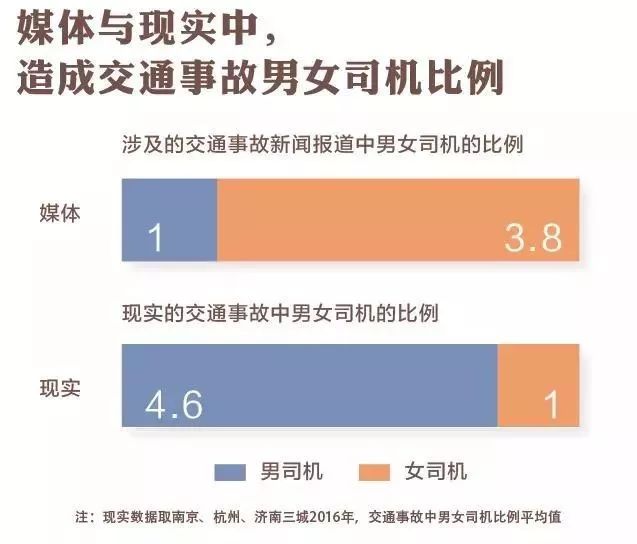 媒体与现实中，
造成交通事故男女司机比例
涉及的交通事故新闻报道中男女司机的比例
媒体
1
3.8
现实的交通事故中男女司机的比例
现实
4.6
1
男司机
女司机
注：现实数据取南京、杭州、济南三城2016年，交通事故中男女司机比例平均值